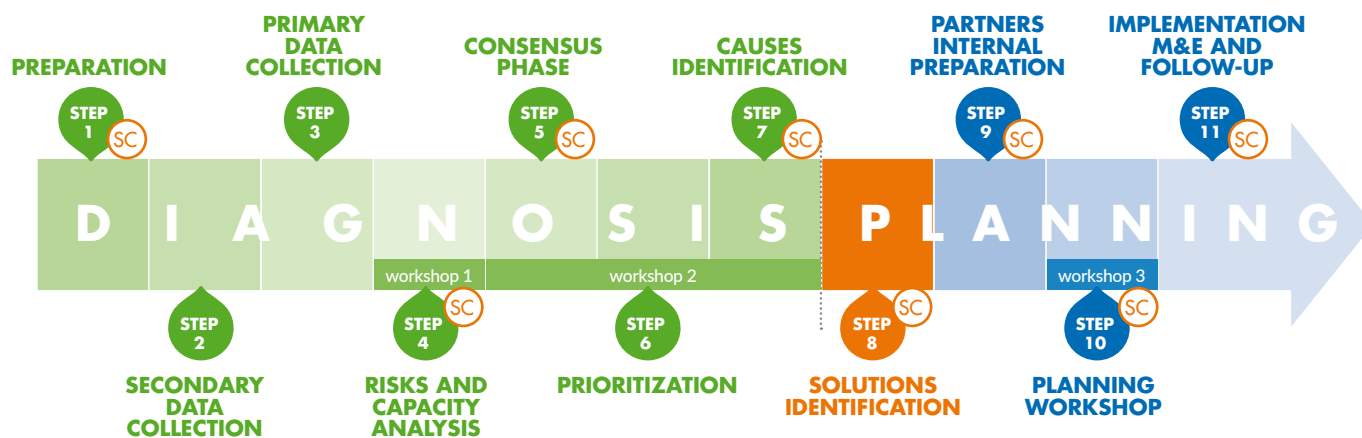 PREPARATION
PRIMARY
DATA
COLLECTION
CONSENSUS
PHASE
CAUSES
IDENTIFICATION
PARTNERS
INTERNAL
PREPARATION
IMPLEMENTATION
M&E AND
FOLLOW-UP
STEP
1
SC
STEP
3
STEP
5
SC
STEP
7
SC
STEP
9
SC
STEP
11
SC
DIAGNOSIS PLANNING
workshop 1
workshop 2
workshop 3
STEP
2
STEP
4
SC
STEP
6
STEP
8
SC
STEP
10
SC
SECONDARY
DATA
COLLECTION
RISKS AND
CAPACITY
ANALYSIS
PRIORITIZATION
SOLUTIONS
IDENTIFICATION
PLANNING
WORKSHOP